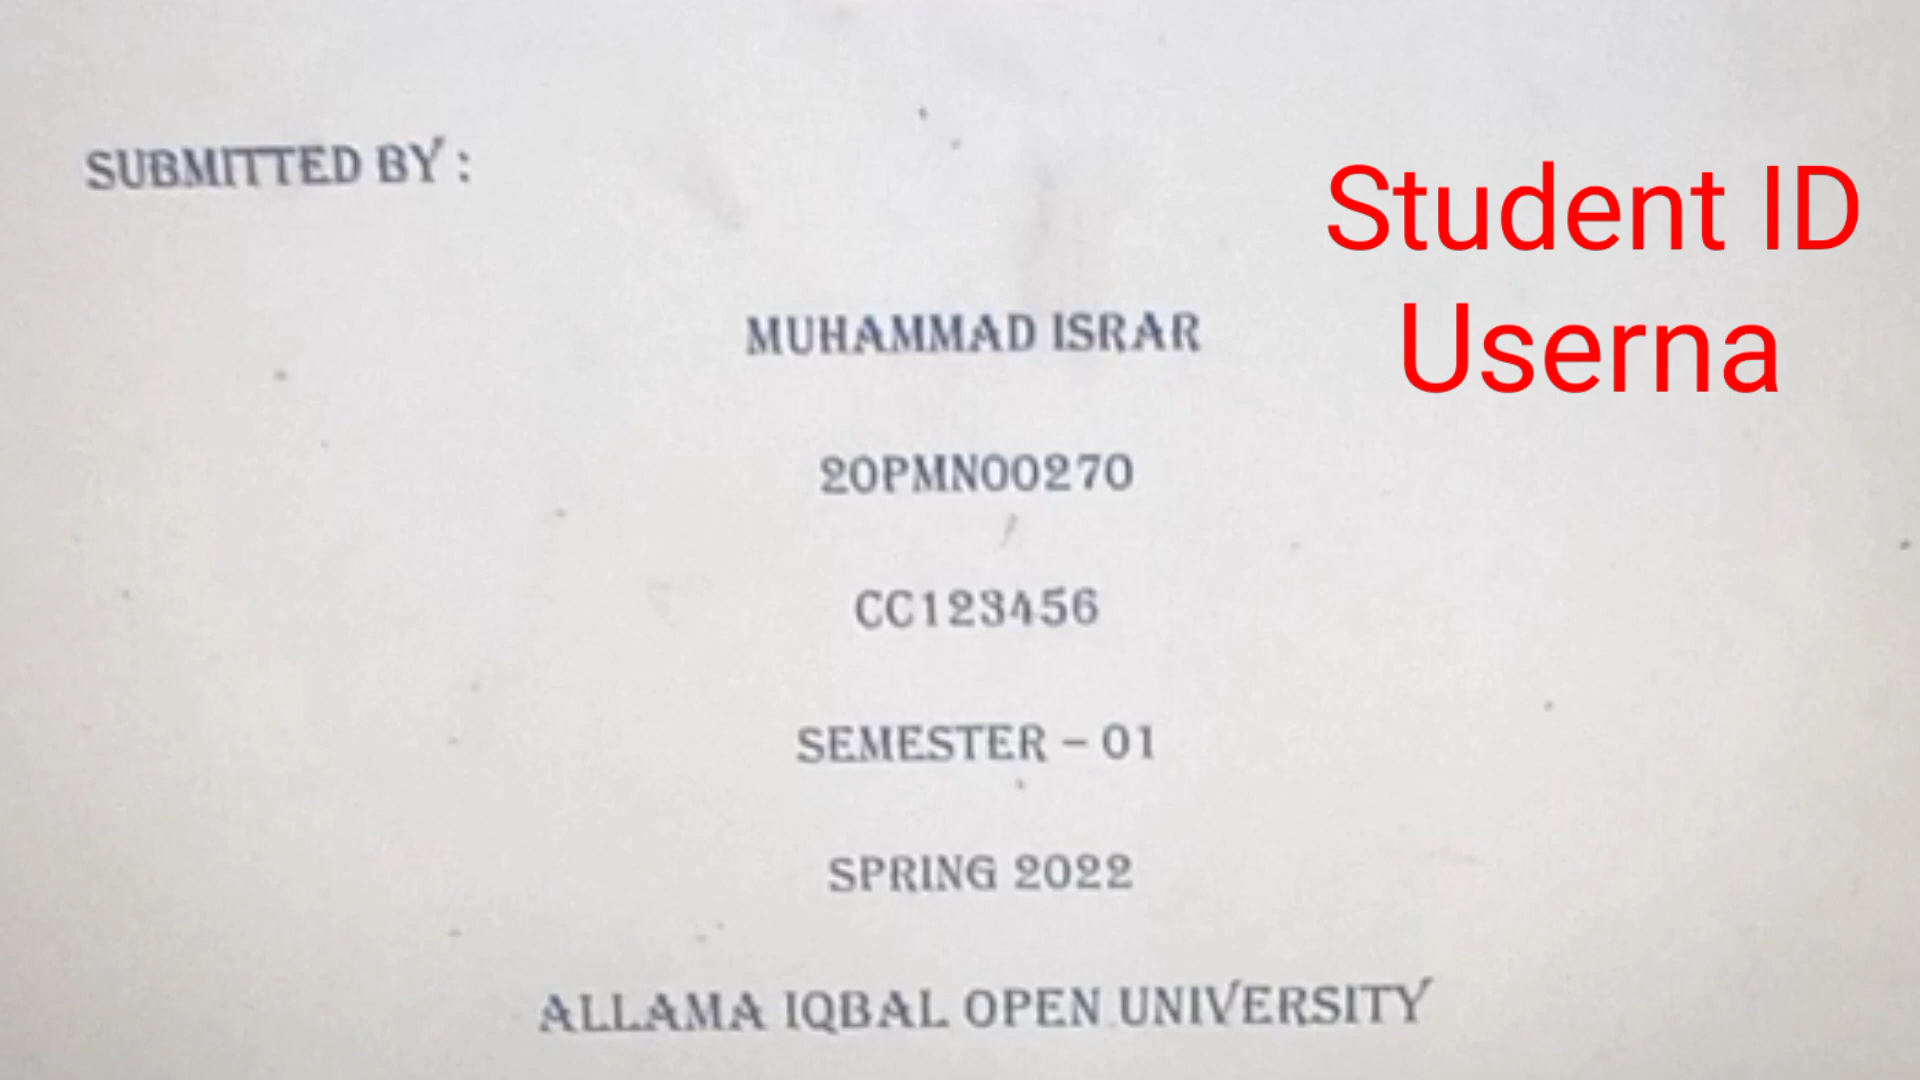 SUBMITTED BY :
Student ID
Userna
MUHAMMAD ISRAR
20PMN00270
CC123456
SEMESTER – 01
SPRING 2022
ALLAMA IQBAL OPEN UNIVERSITY